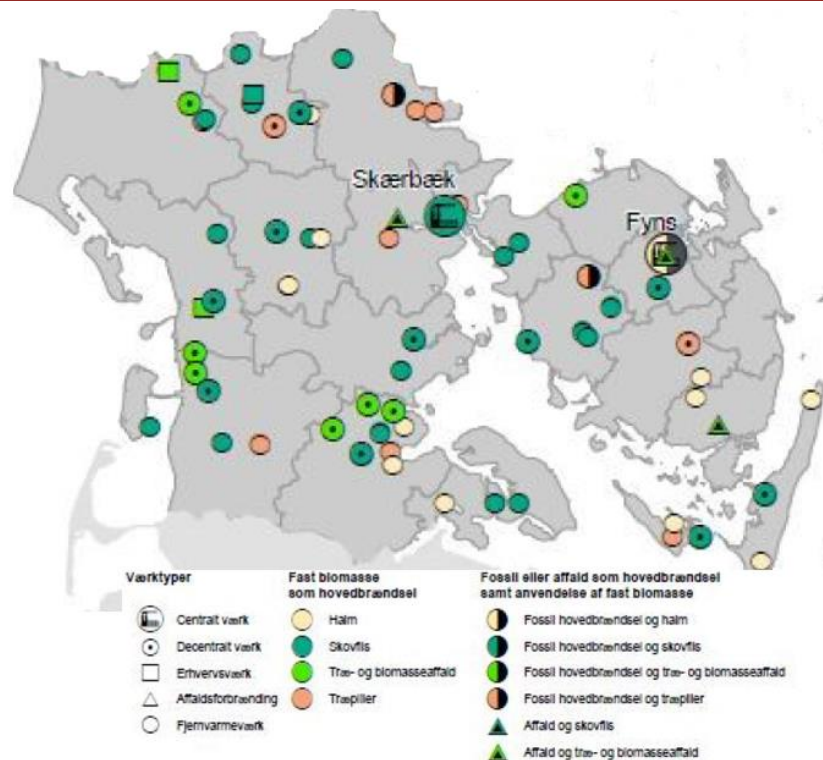 Skærbæk
Fyns
Værktyper
Centralt værk
Decentralt værk
Erhvervsværk
Affaldsforbrænding
Fjernvarmeværk
Fast biomasse
som hovedbrændsel
Halm
Skovflis
Træ- og biomasseaffald
Træpiller
Fossil eller affald som hovedbrændsel
samt anvendelse af fast biomasse
Fossil hovedbrændsel og halm
Fossil hovedbrændsel og skovflis
Fossil hovedbrændsel og træ- og biomasseaffald
Fossil hovedbrændsel og træpiller
Affald og skovflis
Affald og træ- og biomasseaffald